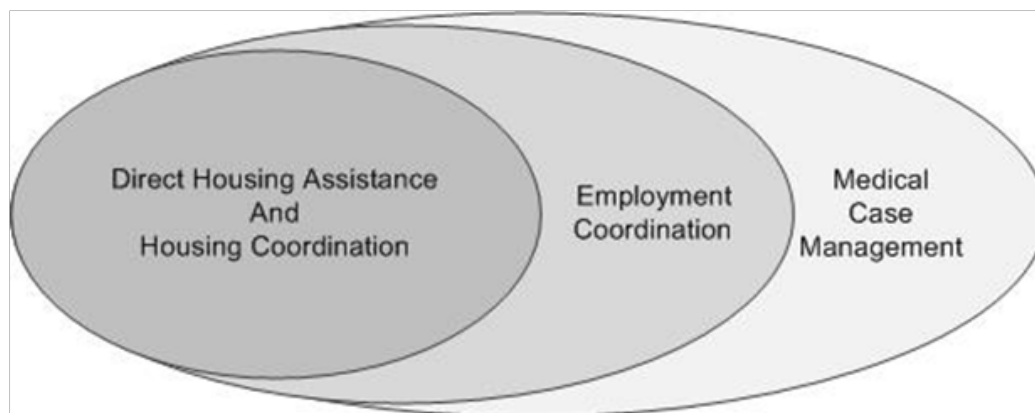 Direct Housing Assistance
And
Housing Coordination
Employment
Coordination
Medical
Case
Management